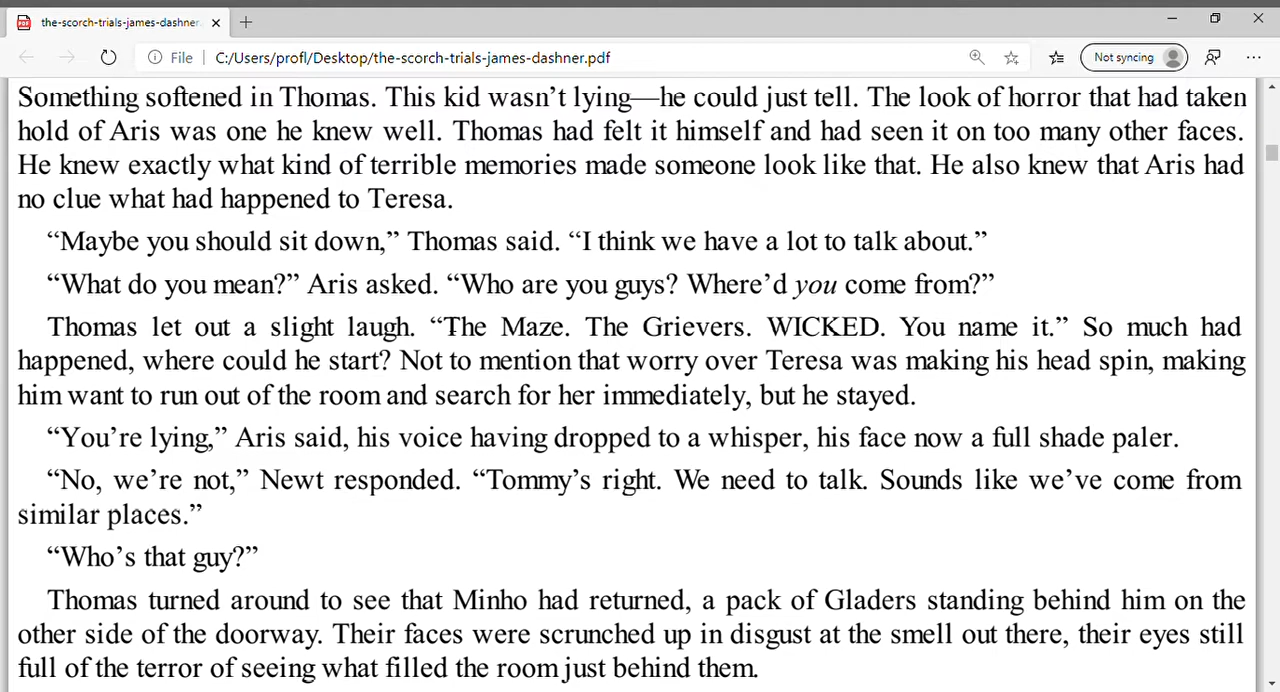 the-scorch-trials-james-dashner
File | C:/Users/profl/Desktop/the-scorch-trials-james-dashner.pdf
Not syncing
Something softened in Thomas. This kid wasn’t lying—he could just tell. The look of horror that had taken
hold of Aris was one he knew well. Thomas had felt it himself and had seen it on too many other faces.
He knew exactly what kind of terrible memories made someone look like that. He also knew that Aris had
no clue what had happened to Teresa.
“Maybe you should sit down,” Thomas said. “I think we have a lot to talk about.”
“What do you mean?” Aris asked. “Who are you guys? Where’d you come from?”
Thomas let out a slight laugh. “The Maze. The Grievers. WICKED. You name it.” So much had
happened, where could he start? Not to mention that worry over Teresa was making his head spin, making
him want to run out of the room and search for her immediately, but he stayed.
“You’re lying,” Aris said, his voice having dropped to a whisper, his face now a full shade paler.
“No, we’re not,” Newt responded. “Tommy’s right. We need to talk. Sounds like we’ve come from
similar places.”
“Who’s that guy?”
Thomas turned around to see that Minho had returned, a pack of Gladers standing behind him on the
other side of the doorway. Their faces were scrunched up in disgust at the smell out there, their eyes still
full of the terror of seeing what filled the room just behind them.